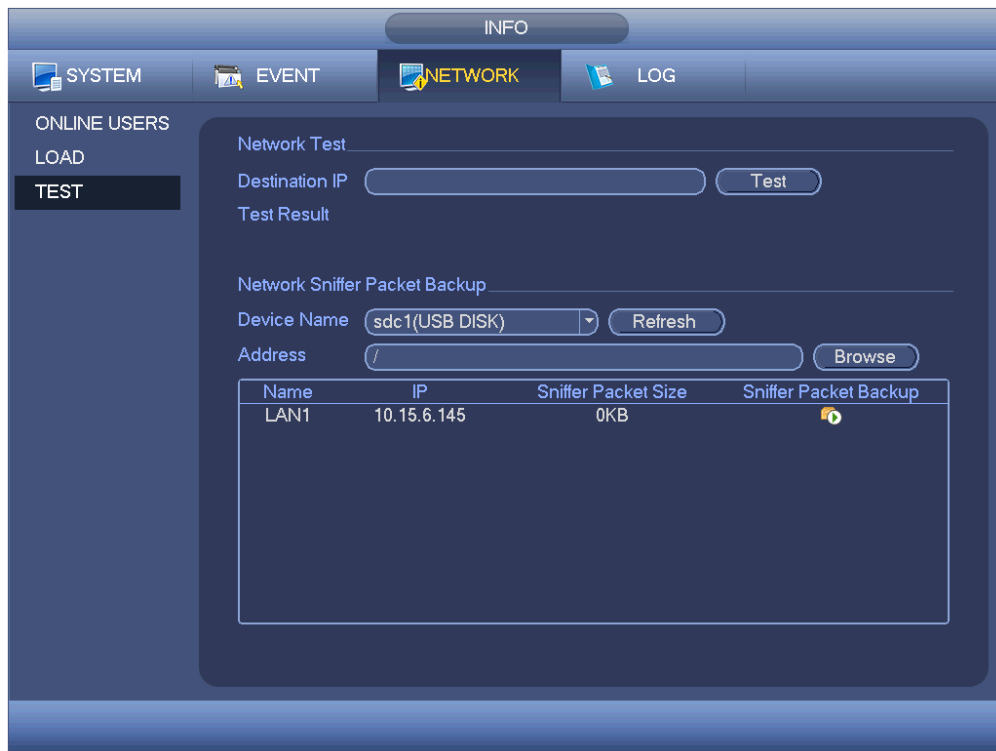 INFO
SYSTEM EVENT NETWORK LOG
ONLINE USERS
LOAD
TEST
Network Test
Destination IP Test
Test Result
Network Sniffer Packet Backup
Device Name sdc1(USB DISK) Refresh
Address / Browse
Name IP Sniffer Packet Size Sniffer Packet Backup
LAN1 10.15.6.145 0KB